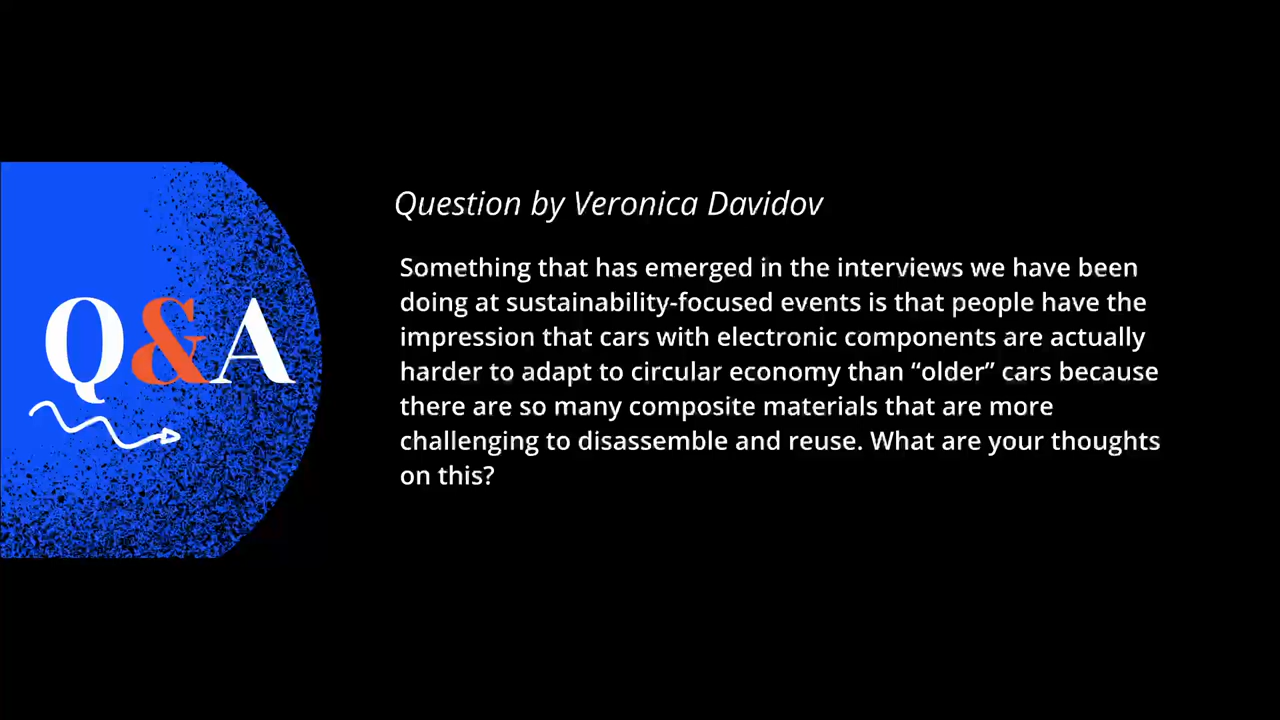 Q&A
Question by Veronica Davidov
Something that has emerged in the interviews we have been
doing at sustainability-focused events is that people have the
impression that cars with electronic components are actually
harder to adapt to circular economy than “older” cars because
there are so many composite materials that are more
challenging to disassemble and reuse. What are your thoughts
on this?